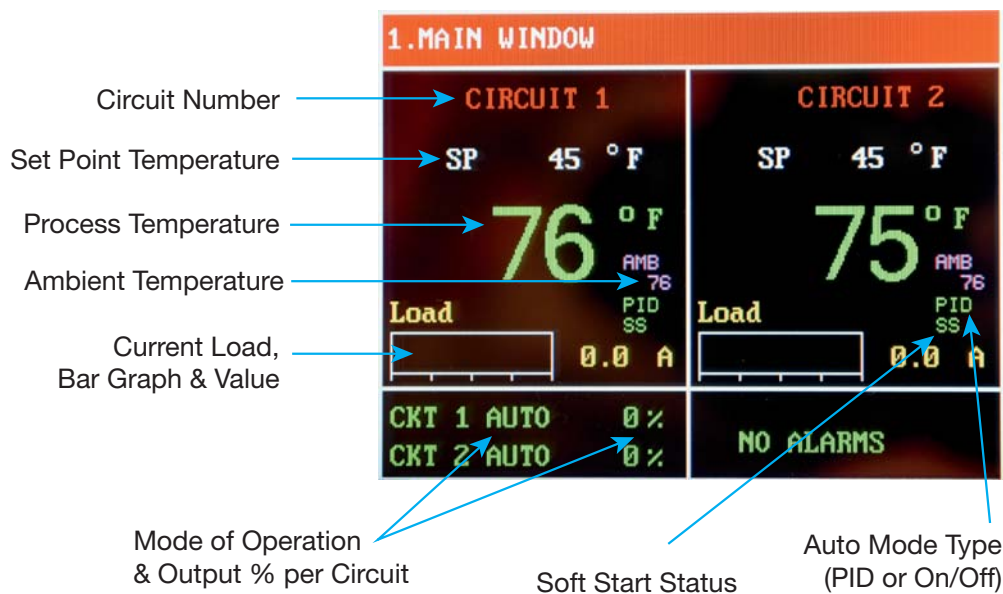 1.MAIN WINDOW
Circuit Number
CIRCUIT 1
CIRCUIT 2
Set Point Temperature
SP 45 °F
SP 45 °F
Process Temperature
76 °F
75 °F
Ambient Temperature
AMB
76
AMB
76
Load
PID
SS
Load
PID
SS
Current Load,
Bar Graph & Value
0.0 A
0.0 A
CKT 1 AUTO 0%
CKT 2 AUTO 0%
NO ALARMS
Mode of Operation
& Output % per Circuit
Soft Start Status
Auto Mode Type
(PID or On/Off)